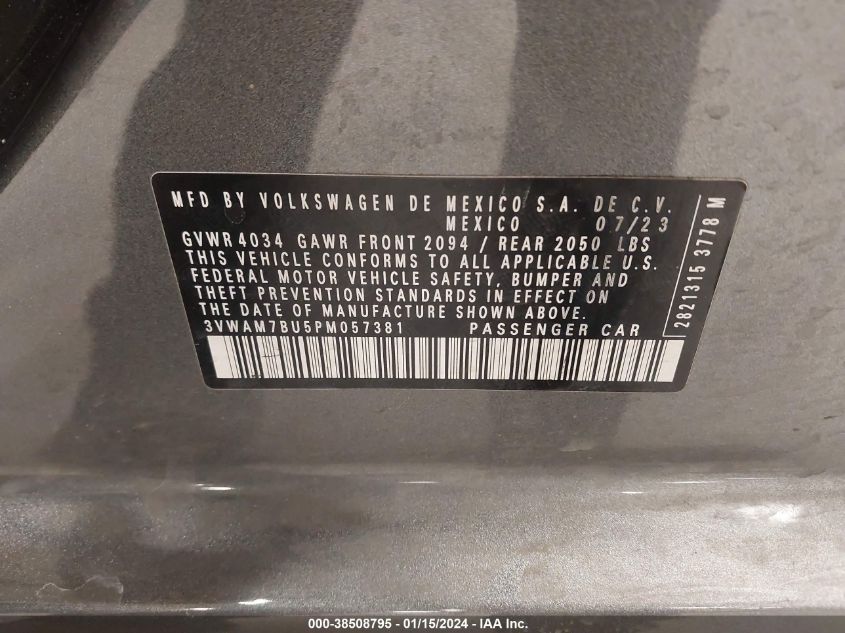 MFD BY VOLKSWAGEN DE MEXICO S.A. DE C.V.
MEXICO 07/23
GVWR 4034 GAWR FRONT 2094 / REAR 2050 LBS
THIS VEHICLE CONFORMS TO ALL APPLICABLE U.S.
FEDERAL MOTOR VEHICLE SAFETY, BUMPER AND
THEFT PREVENTION STANDARDS IN EFFECT ON
THE DATE OF MANUFACTURE SHOWN ABOVE.
3VWAM7BU5PM057381 PASSENGER CAR
2821315 3778 M
000-38508795 - 01/15/2024 - IAA Inc.